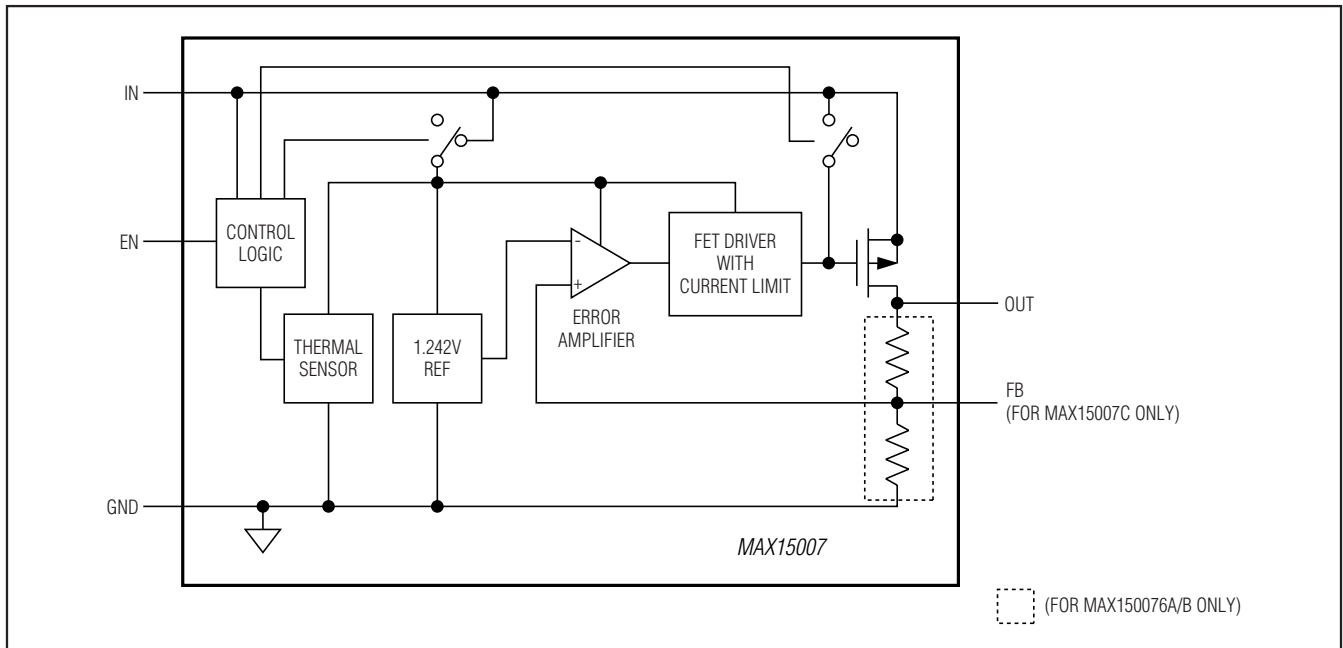 IN
EN
CONTROL
LOGIC
THERMAL
SENSOR
1.242V
REF
-
+
ERROR
AMPLIFIER
FET DRIVER
WITH
CURRENT LIMIT
OUT
FB
(FOR MAX15007C ONLY)
GND
MAX15007
(FOR MAX150076A/B ONLY)